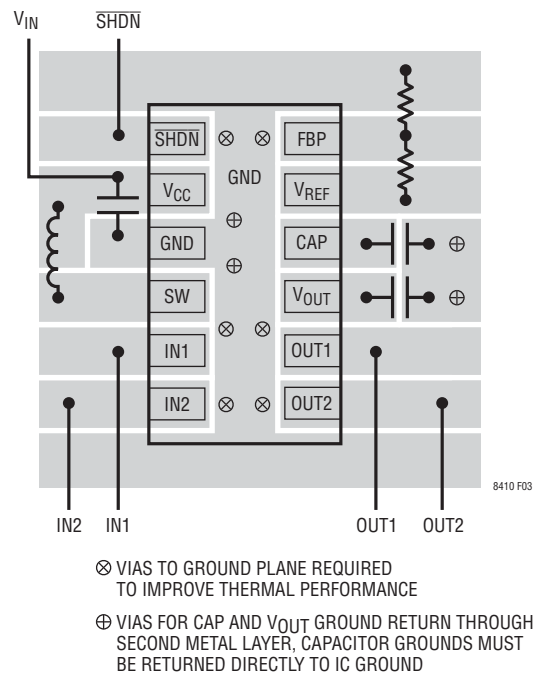 VIN SHDN
SHDN FBP
VCC GND VREF
GND CAP
SW VOUT
IN1 OUT1
IN2 OUT2
8410 F03
IN2 IN1 OUT1 OUT2
⊗ VIAS TO GROUND PLANE REQUIRED
TO IMPROVE THERMAL PERFORMANCE
⊕ VIAS FOR CAP AND VOUT GROUND RETURN THROUGH
SECOND METAL LAYER, CAPACITOR GROUNDS MUST
BE RETURNED DIRECTLY TO IC GROUND